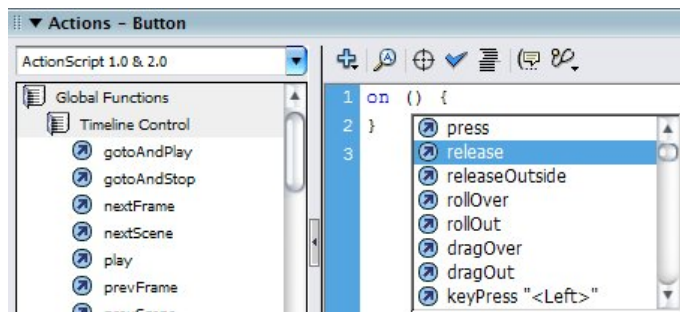 Actions - Button
ActionScript 1.0 & 2.0
Global Functions
Timeline Control
gotoAndPlay
gotoAndStop
nextFrame
nextScene
play
prevFrame
1 on () {
2 }
3
press
release
releaseOutside
rollOver
rollOut
dragOver
dragOut
keyPress "<Left>"